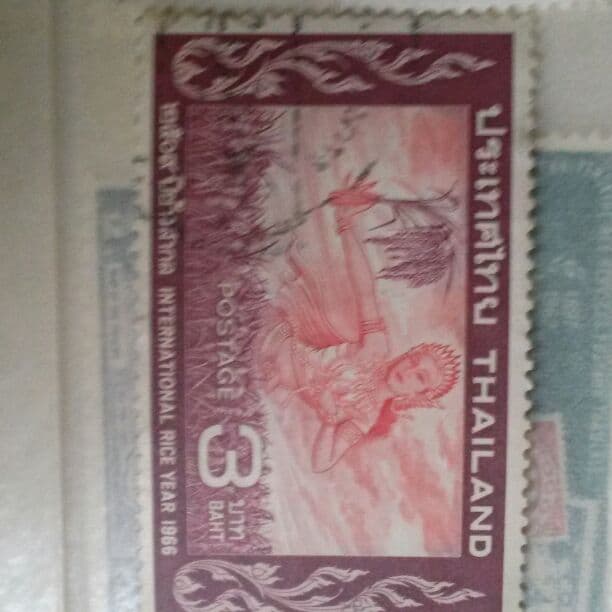 ประเทศไทย THAILAND
POSTAGE 3 บาท
BAHT
INTERNATIONAL RICE YEAR 1966